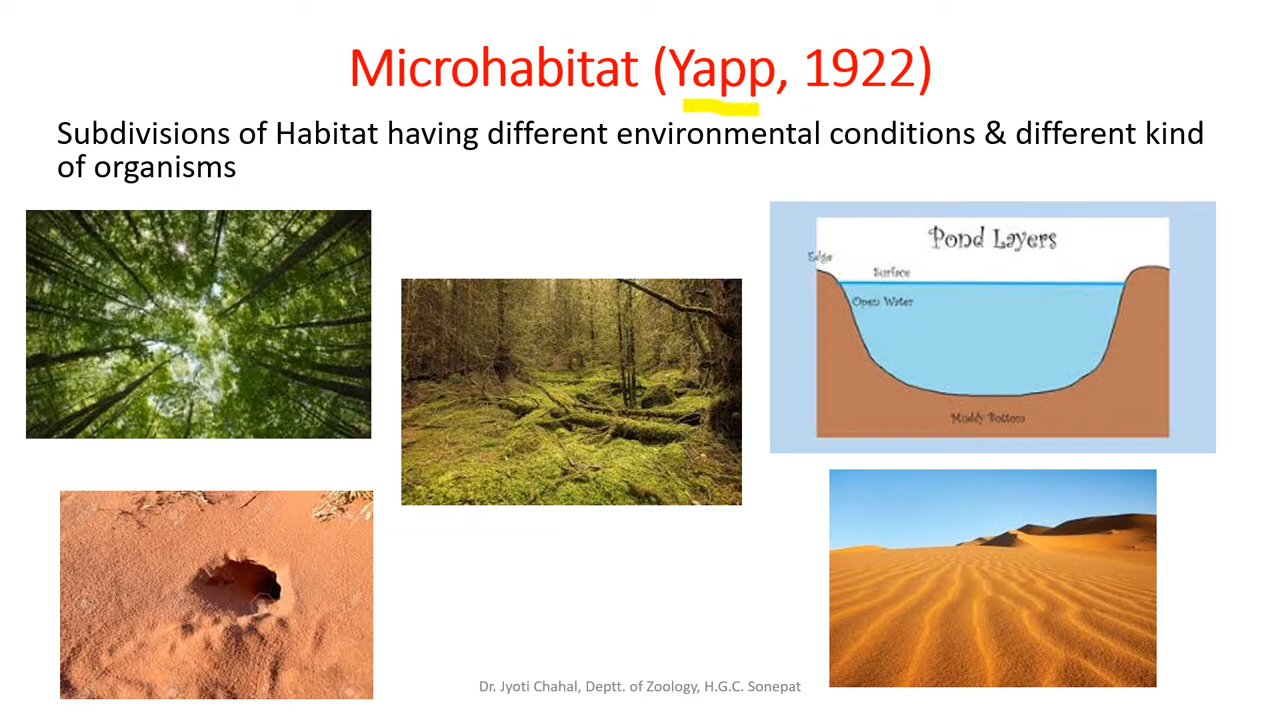 Microhabitat (Yapp, 1922)
Subdivisions of Habitat having different environmental conditions & different kind
of organisms
Pond Layers
Edge
Surface
Open Water
Muddy Bottom
Dr. Jyoti Chahal, Deptt. of Zoology, H.G.C. Sonepat